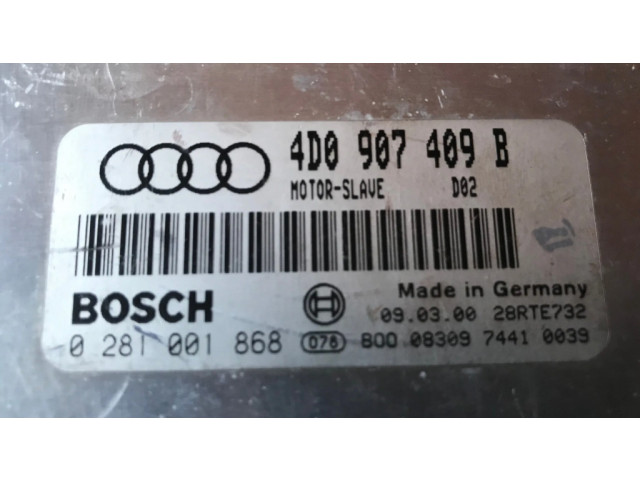 4D0 907 409 B
MOTOR-SLAVE D02
BOSCH
Made in Germany
09.03.00 28RTE732
0 281 001 868 078 B00 08309 7441 0039